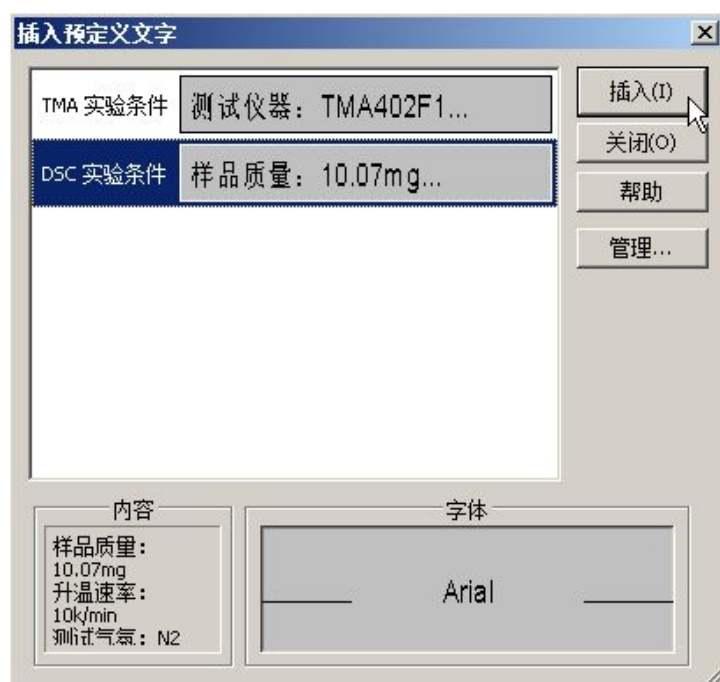 插入预定义文字
TMA 实验条件
测试仪器：TMA402F1...
DSC 实验条件
样品质量：10.07mg...
插入(I)
关闭(O)
帮助
管理...
内容
样品质量：
10.07mg
升温速率：
10k/min
测试气氛：N2
字体
Arial